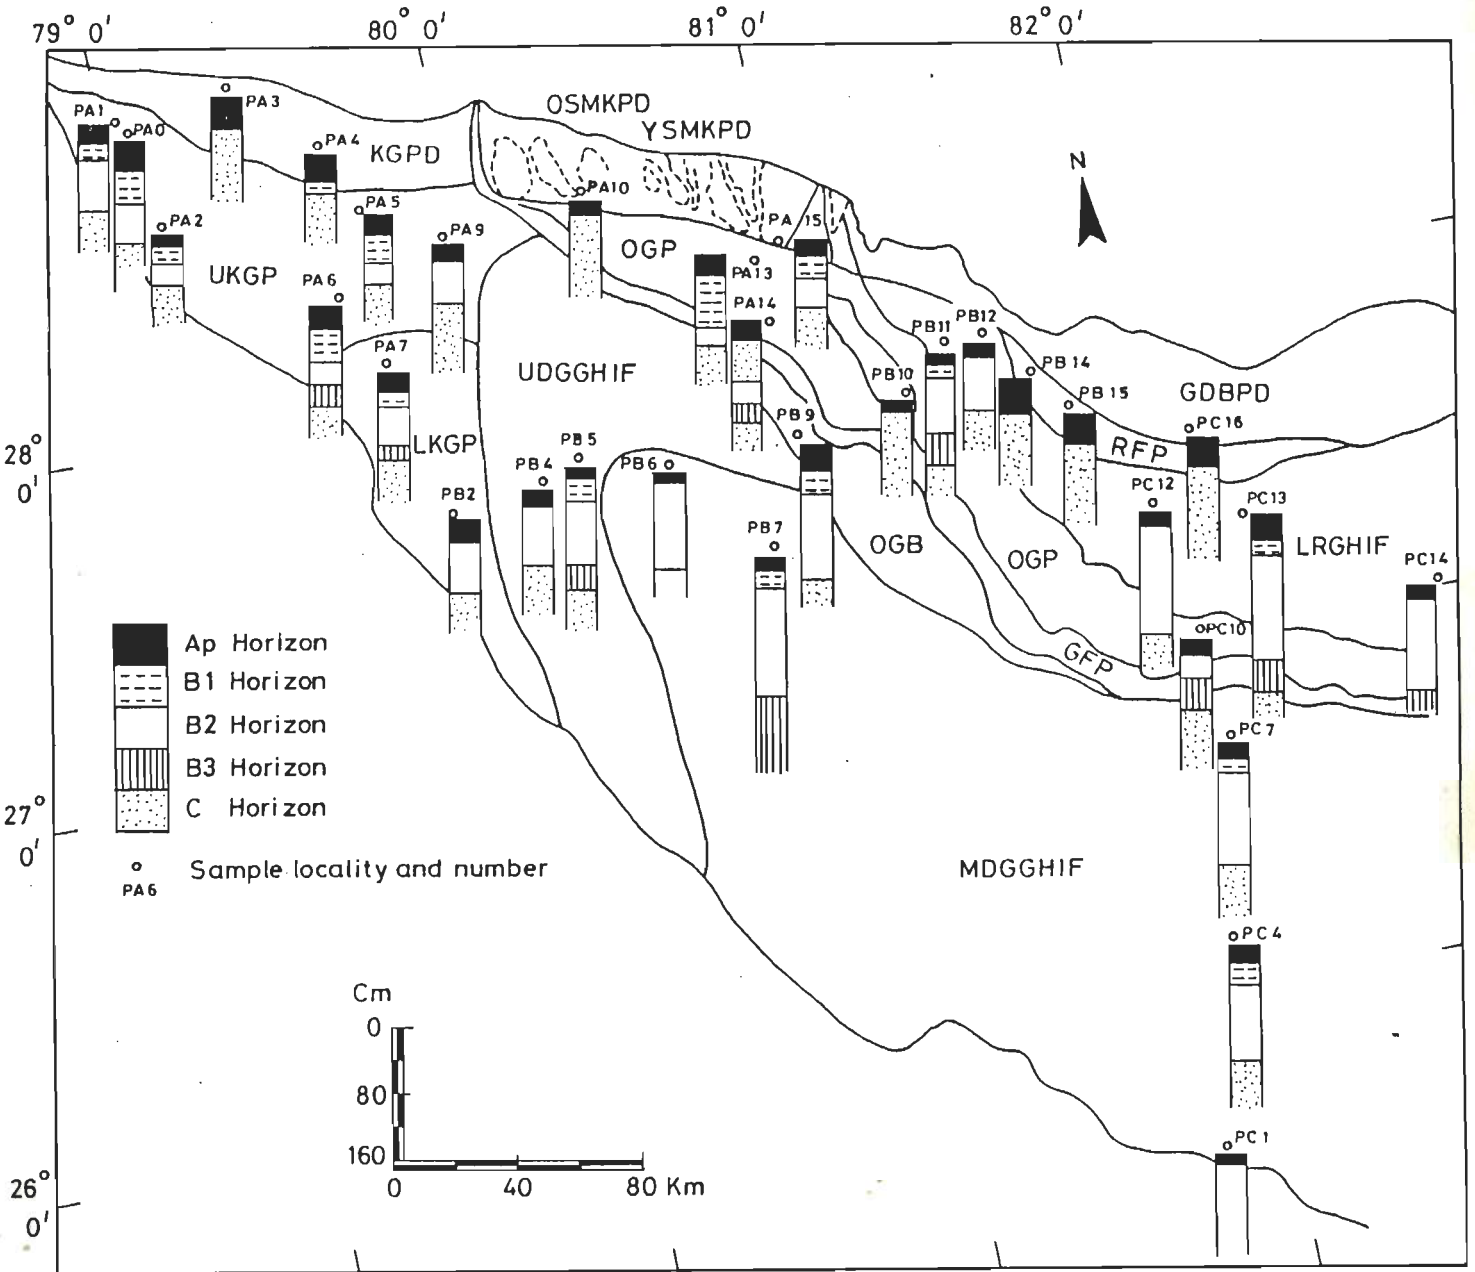 79° 0' 80° 0' 81° 0' 82° 0'
OSMKPD
YSMKPD
PA3
PA1
PA0
PA4
KGPD
N
PA10
PA5
PA2
PA9
PA 15
OGP
UKGP
PA13
PA6
PA14
PB12
PB11
PA7
UDGGHIF
PB14
PB10
PB15
GDBPD
PB9
PC16
LKGP
PB5
RFP
28° 0'
PB4
PB6
PB2
PC12
PC13
PB7
OGB
OGP
LRGHIF
PC14
PC10
GFP
Ap Horizon
B1 Horizon
B2 Horizon
B3 Horizon
C Horizon
PC7
27° 0'
Sample locality and number
PA6
MDGGHIF
PC4
Cm
0
80
160
0 40 80 Km
PC1
26° 0'